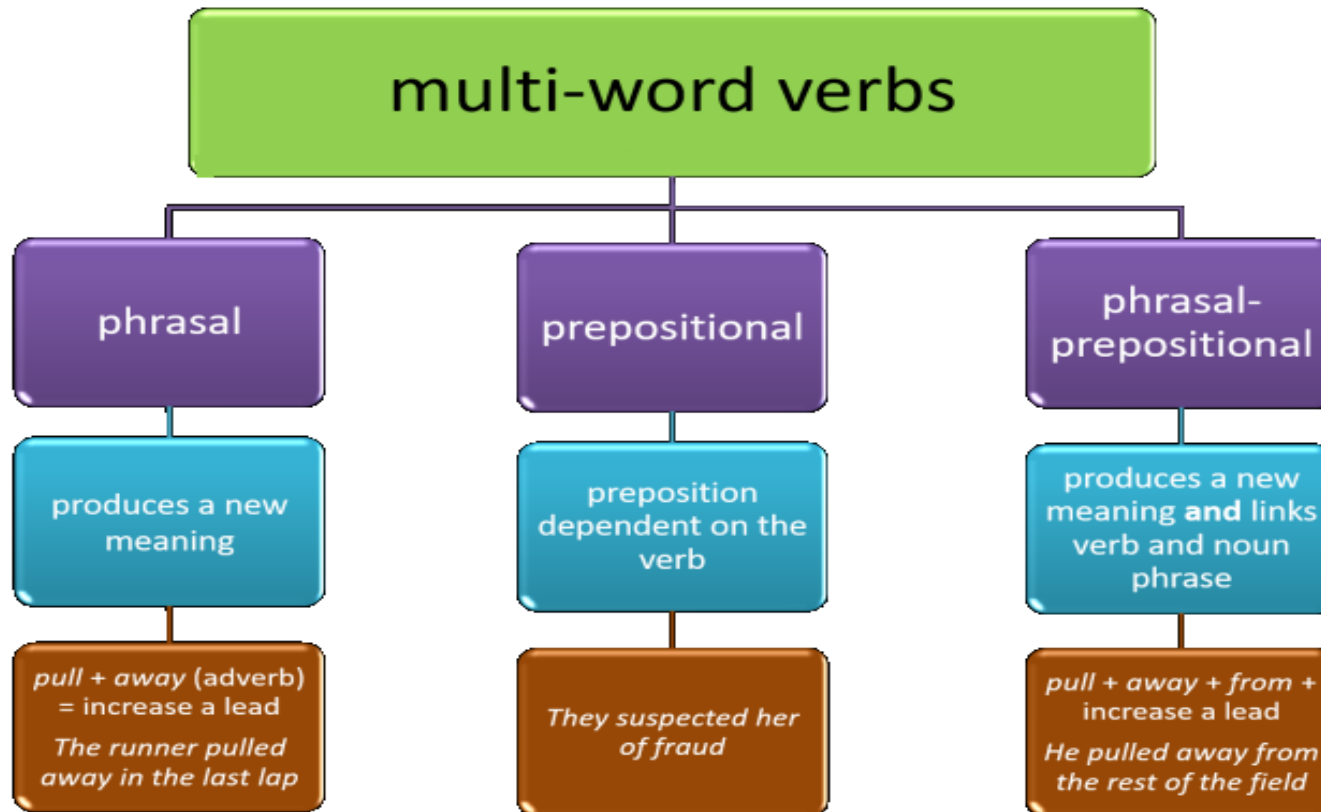 multi-word verbs
phrasal
prepositional
phrasal-
prepositional
produces a new
meaning
preposition
dependent on the
verb
produces a new
meaning and links
verb and noun
phrase
pull + away (adverb)
= increase a lead
The runner pulled
away in the last lap
They suspected her
of fraud
pull + away + from +
increase a lead
He pulled away from
the rest of the field